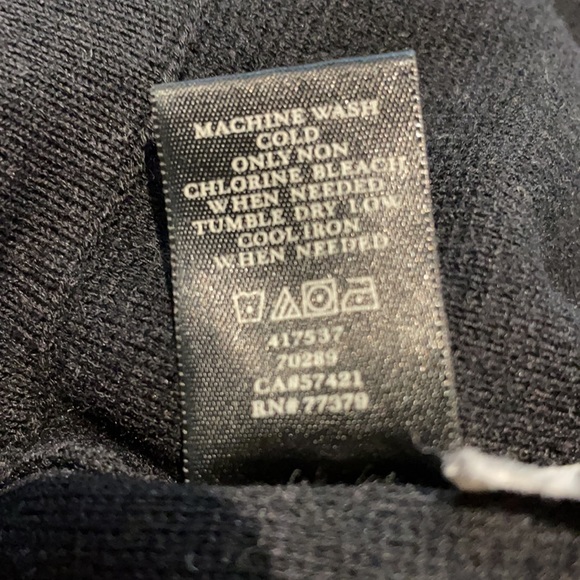 MACHINE WASH
COLD
ONLY NON
CHLORINE BLEACH
WHEN NEEDED
TUMBLE DRY LOW
COOL IRON
WHEN NEEDED
417537
70289
CA#57421
RN# 77379